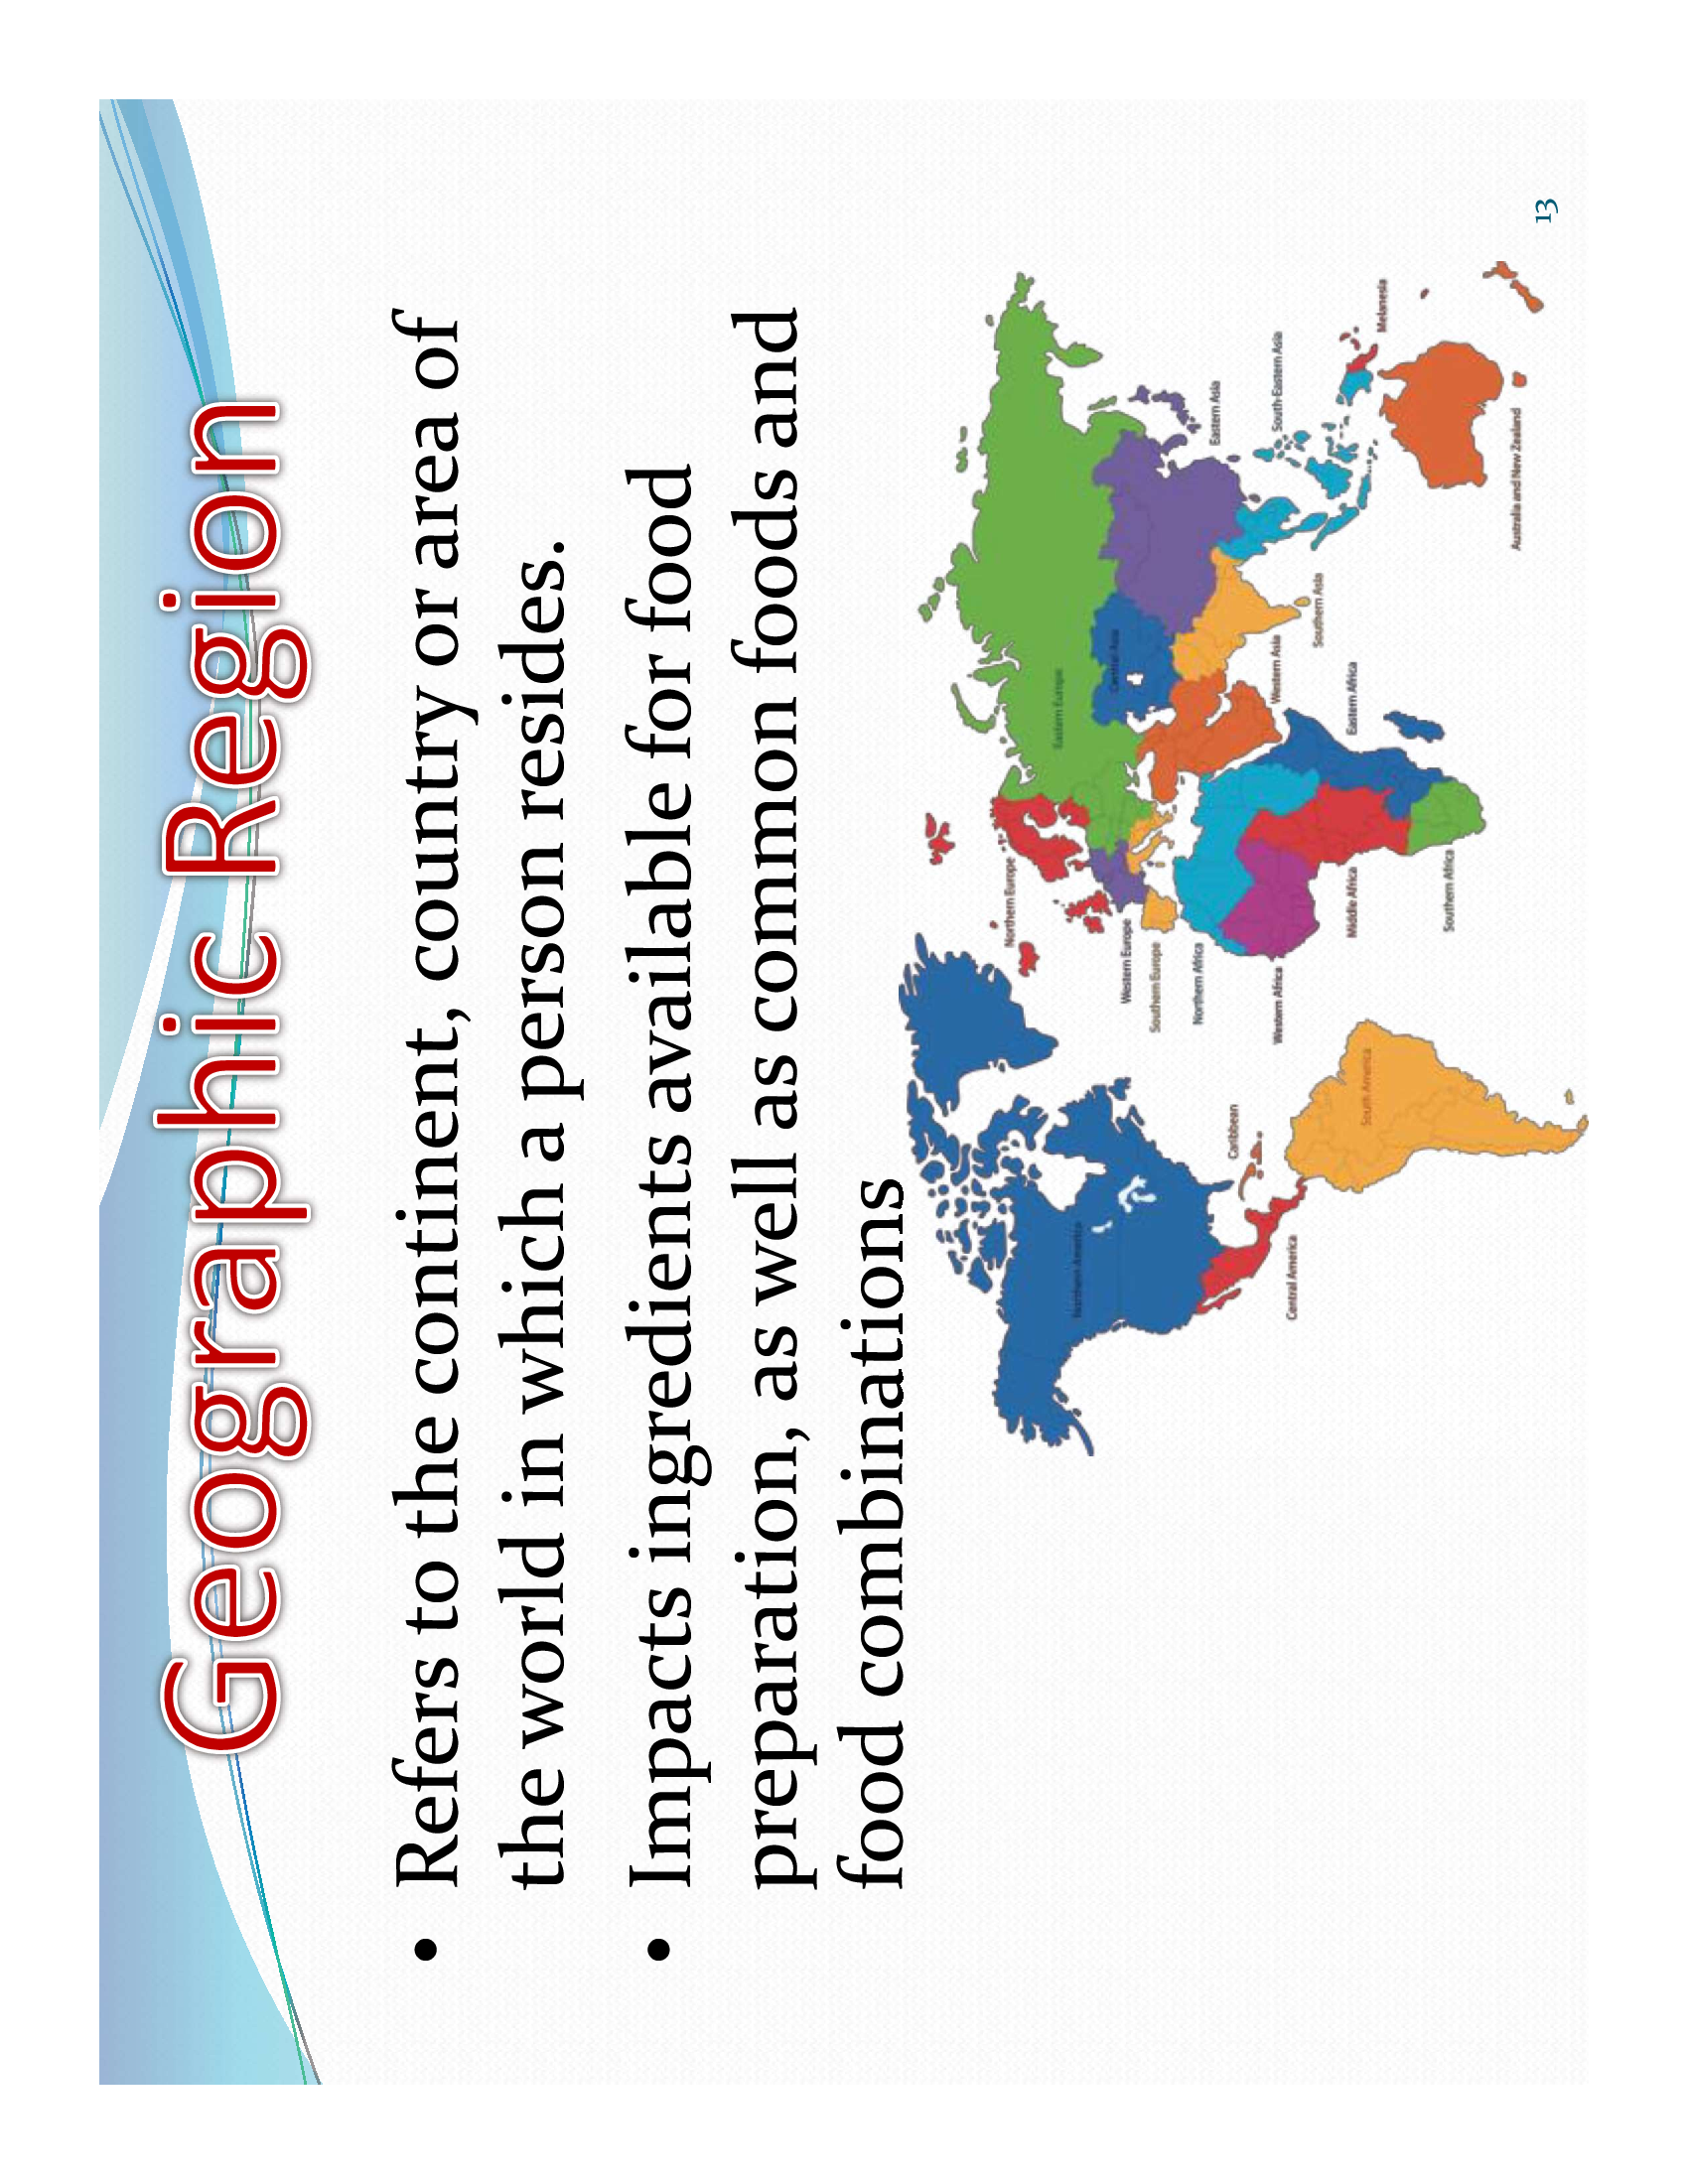 Geographic Region
• Refers to the continent, country or area of
the world in which a person resides.
• Impacts ingredients available for food
preparation, as well as common foods and
food combinations
Northern America
Central America
Caribbean
South America
Northern Europe
Western Europe
Southern Europe
Eastern Europe
Northern Africa
Western Africa
Middle Africa
Eastern Africa
Southern Africa
Central Asia
Western Asia
Southern Asia
Eastern Asia
South-Eastern Asia
Melanesia
Australia and New Zealand
13